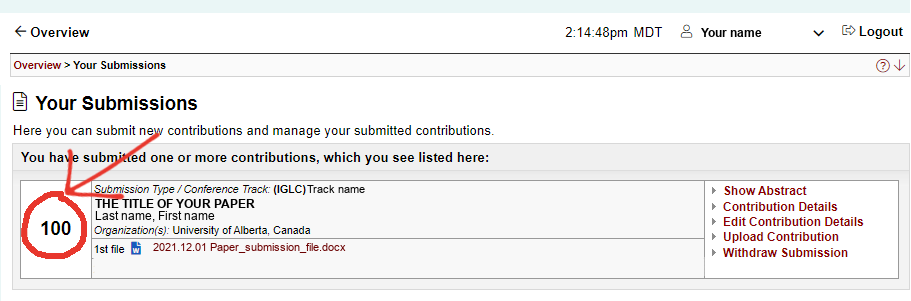 Overview
2:14:48pm MDT
Your name
Logout
Overview > Your Submissions
Your Submissions
Here you can submit new contributions and manage your submitted contributions.
You have submitted one or more contributions, which you see listed here:
100
Submission Type / Conference Track: (IGLC)Track name
THE TITLE OF YOUR PAPER
Last name, First name
Organization(s): University of Alberta, Canada
1st file
2021.12.01 Paper_submission_file.docx
Show Abstract
Contribution Details
Edit Contribution Details
Upload Contribution
Withdraw Submission